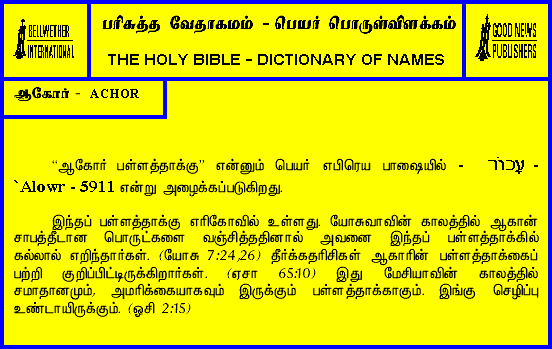 BELLWETHER
INTERNATIONAL
பரிசுத்த வேதாகமம் - பெயர் பொருள்விளக்கம்
THE HOLY BIBLE - DICTIONARY OF NAMES
GOOD NEWS
PUBLISHERS
ஆகோர் - ACHOR
“ஆகோர் பள்ளத்தாக்கு” என்னும் பெயர் எபிரெய பாஷையில் - עָכוֹר -
`Alowr - 5911 என்று அழைக்கப்படுகிறது.
இந்தப் பள்ளத்தாக்கு எரிகோவில் உள்ளது. யோசுவாவின் காலத்தில் ஆகான்
சாபத்தீடான பொருட்களை வஞ்சித்ததினால் அவனை இந்தப் பள்ளத்தாக்கில்
கல்லால் எறிந்தார்கள். (யோசு 7:24,26) தீர்க்கதரிசிகள் ஆகாரின் பள்ளத்தாக்கைப்
பற்றி குறிப்பிட்டிருக்கிறார்கள். (ஏசா 65:10) இது மேசியாவின் காலத்தில்
சமாதானமும், அமரிக்கையாகவும் இருக்கும் பள்ளத்தாக்காகும். இங்கு செழிப்பு
உண்டாயிருக்கும். (ஓசி 2:15)